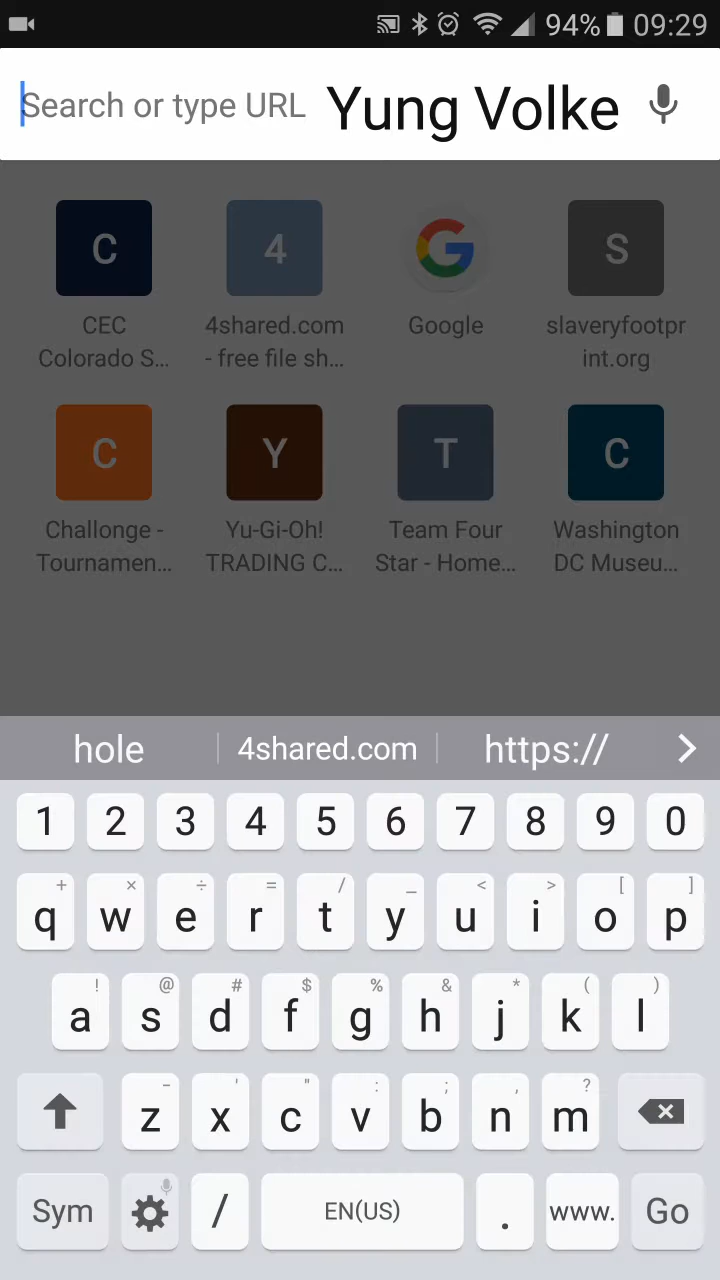 94% 09:29
Search or type URL Yung Volke
C 4 S
CEC 4shared.com Google slaveryfootpr
Colorado S... - free file sh... int.org
C Y T C
Challonge - Yu-Gi-Oh! Team Four Washington
Tournamen... TRADING C... Star - Home... DC Museu...
hole 4shared.com https://
1 2 3 4 5 6 7 8 9 0
+ × ÷ = / _ < > [ ]
q w e r t y u i o p
! @ # $ % & * ( )
a s d f g h j k l
- ' " : ; , ?
z x c v b n m
Sym / EN(US) . www. Go